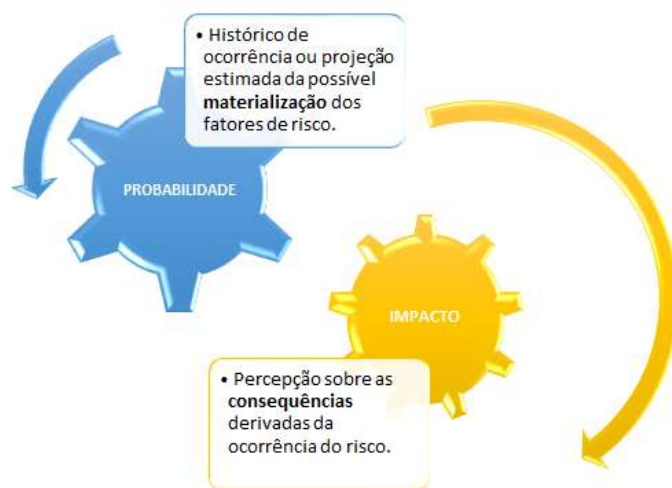 • Histórico de
ocorrência ou projeção
estimada da possível
materialização dos
fatores de risco.
PROBABILIDADE
IMPACTO
• Percepção sobre as
consequências
derivadas da
ocorrência do risco.